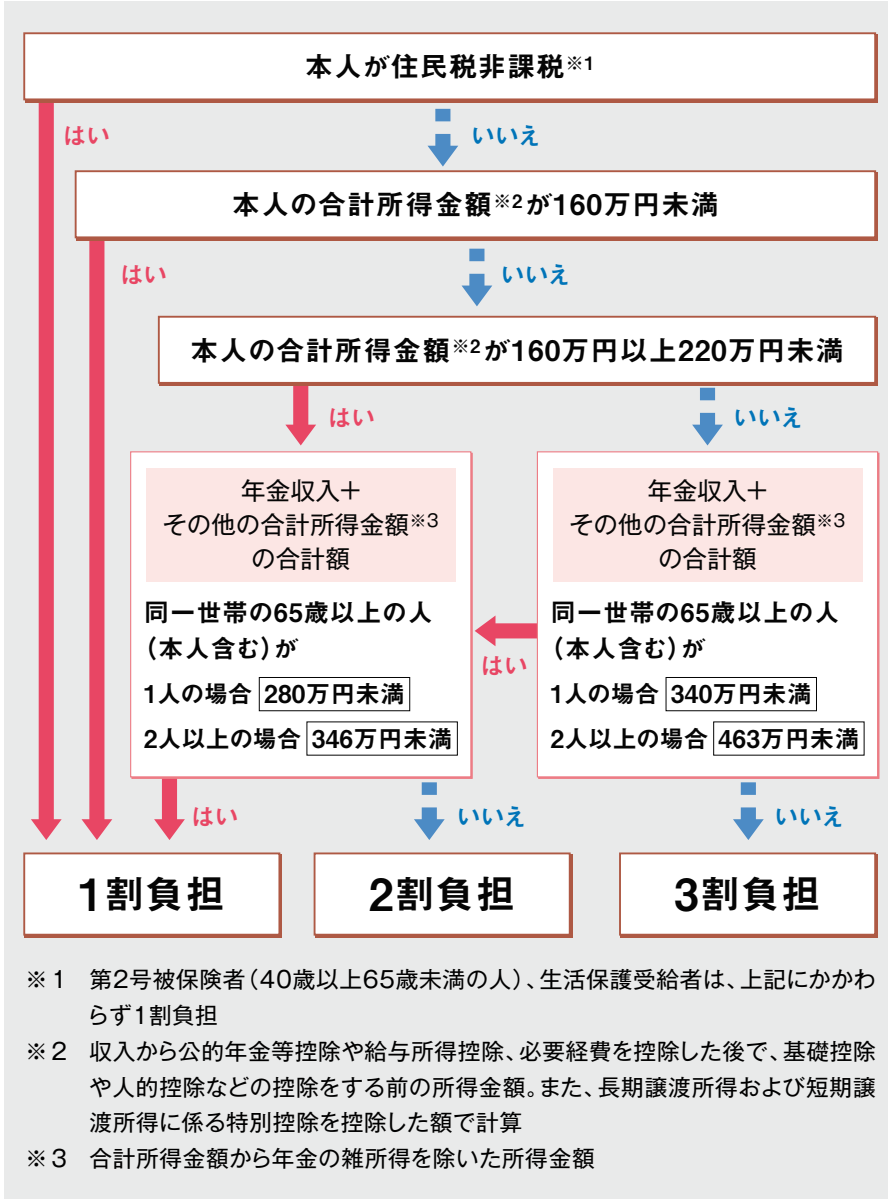 本人が住民税非課税※1
はい
いいえ
本人の合計所得金額※2が160万円未満
はい
いいえ
本人の合計所得金額※2が160万円以上220万円未満
はい
いいえ
年金収入＋
その他の合計所得金額※3
の合計額
同一世帯の65歳以上の人
（本人含む）が
1人の場合 280万円未満
2人以上の場合 346万円未満
はい
年金収入＋
その他の合計所得金額※3
の合計額
同一世帯の65歳以上の人
（本人含む）が
1人の場合 340万円未満
2人以上の場合 463万円未満
はい
いいえ
いいえ
1割負担
2割負担
3割負担
※1 第2号被保険者（40歳以上65歳未満の人）、生活保護受給者は、上記にかかわ
らず1割負担
※2 収入から公的年金等控除や給与所得控除、必要経費を控除した後で、基礎控除
や人的控除などの控除をする前の所得金額。また、長期譲渡所得および短期譲
渡所得に係る特別控除を控除した額で計算
※3 合計所得金額から年金の雑所得を除いた所得金額